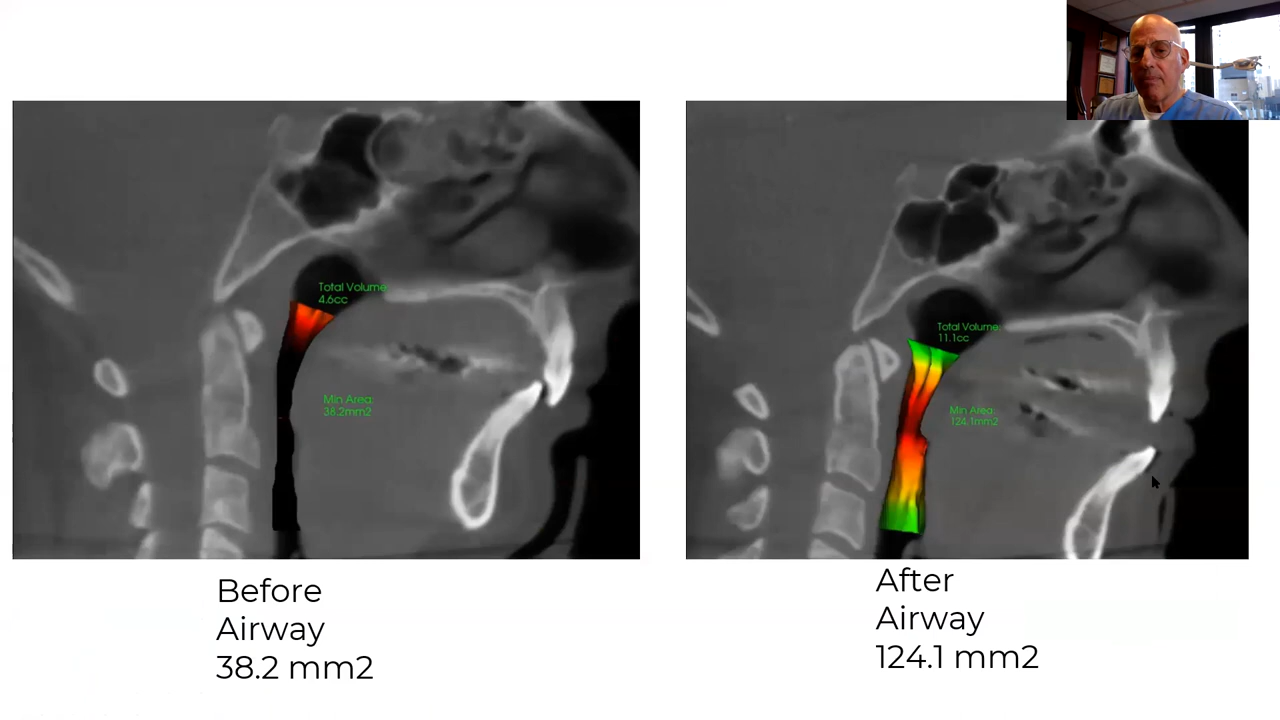 Total Volume:
4.6cc
Min Area:
38.2mm2
Before
Airway
38.2 mm2
Total Volume:
11.1cc
Min Area:
124.1mm2
After
Airway
124.1 mm2